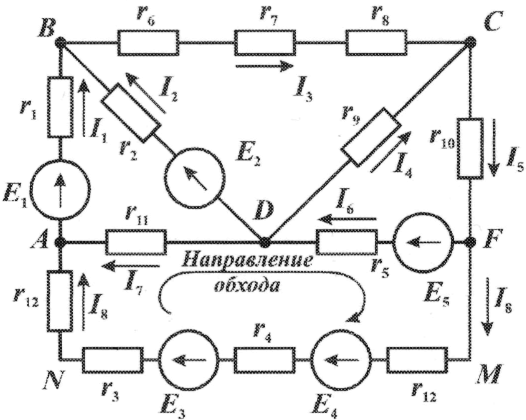 B r₆ r₇ r₈ C
I₂ I₃
r₁ I₁ r₂ r₉ r₁₀ I₅
E₁ E₂ I₄
D
A r₁₁ I₆ F
I₇ Направление r₅ E₅
обхода
r₁₂ I₈ I₈
r₄
N r₃ r₁₂ M
E₃ E₄